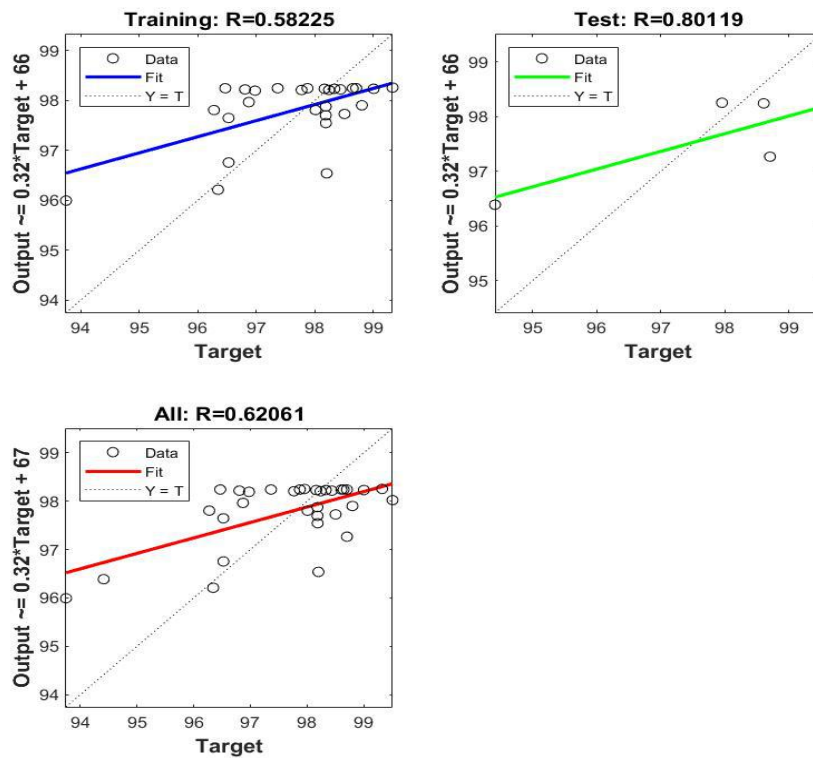 Training: R=0.58225
Output ~= 0.32*Target + 66
99
98
97
96
95
94
Data
Fit
Y = T
94 95 96 97 98 99
Target
Test: R=0.80119
Output ~= 0.32*Target + 66
99
98
97
96
95
Data
Fit
Y = T
95 96 97 98 99
Target
All: R=0.62061
Output ~= 0.32*Target + 67
99
98
97
96
95
94
Data
Fit
Y = T
94 95 96 97 98 99
Target